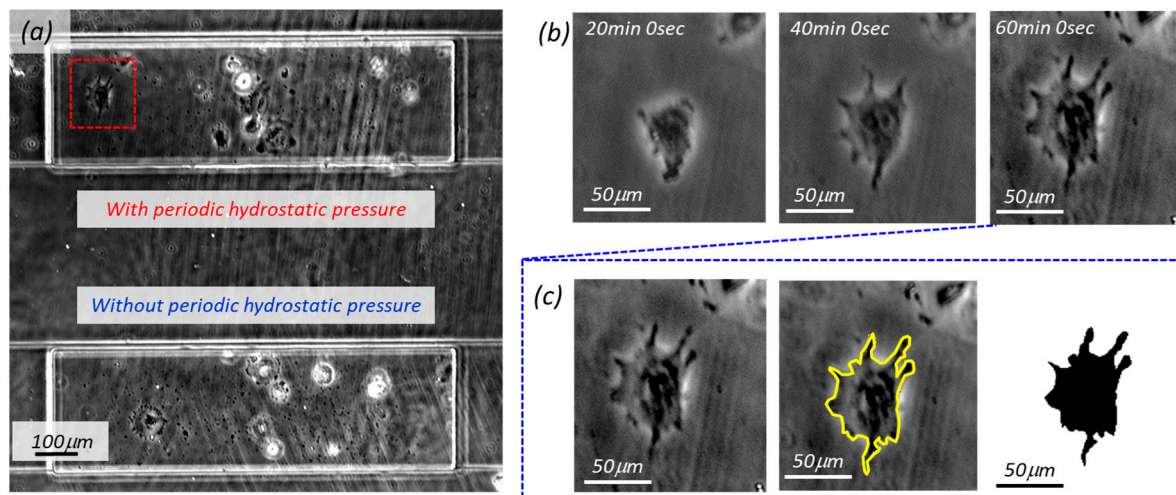 (a)
With periodic hydrostatic pressure
Without periodic hydrostatic pressure
100μm
(b)
20min 0sec
40min 0sec
60min 0sec
50μm
50μm
50μm
(c)
50μm
50μm
50μm